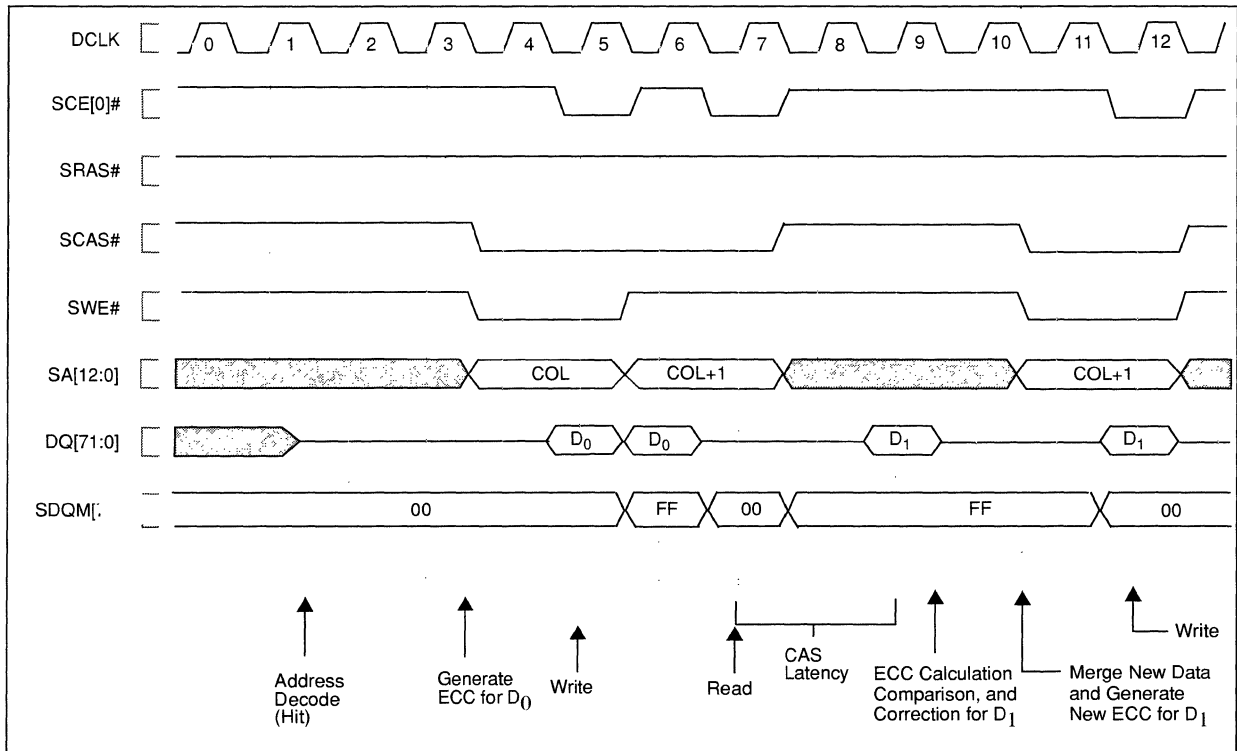 DCLK 0 1 2 3 4 5 6 7 8 9 10 11 12
SCE[0]#
SRAS#
SCAS#
SWE#
SA[12:0] COL COL+1 COL+1
DQ[71:0] D0 D0 D1 D1
SDQM[ 00 FF 00 FF 00
Address
Decode
(Hit)
Generate
ECC for D0
Write
Read
CAS
Latency
ECC Calculation
Comparison, and
Correction for D1
Merge New Data
and Generate
New ECC for D1
Write